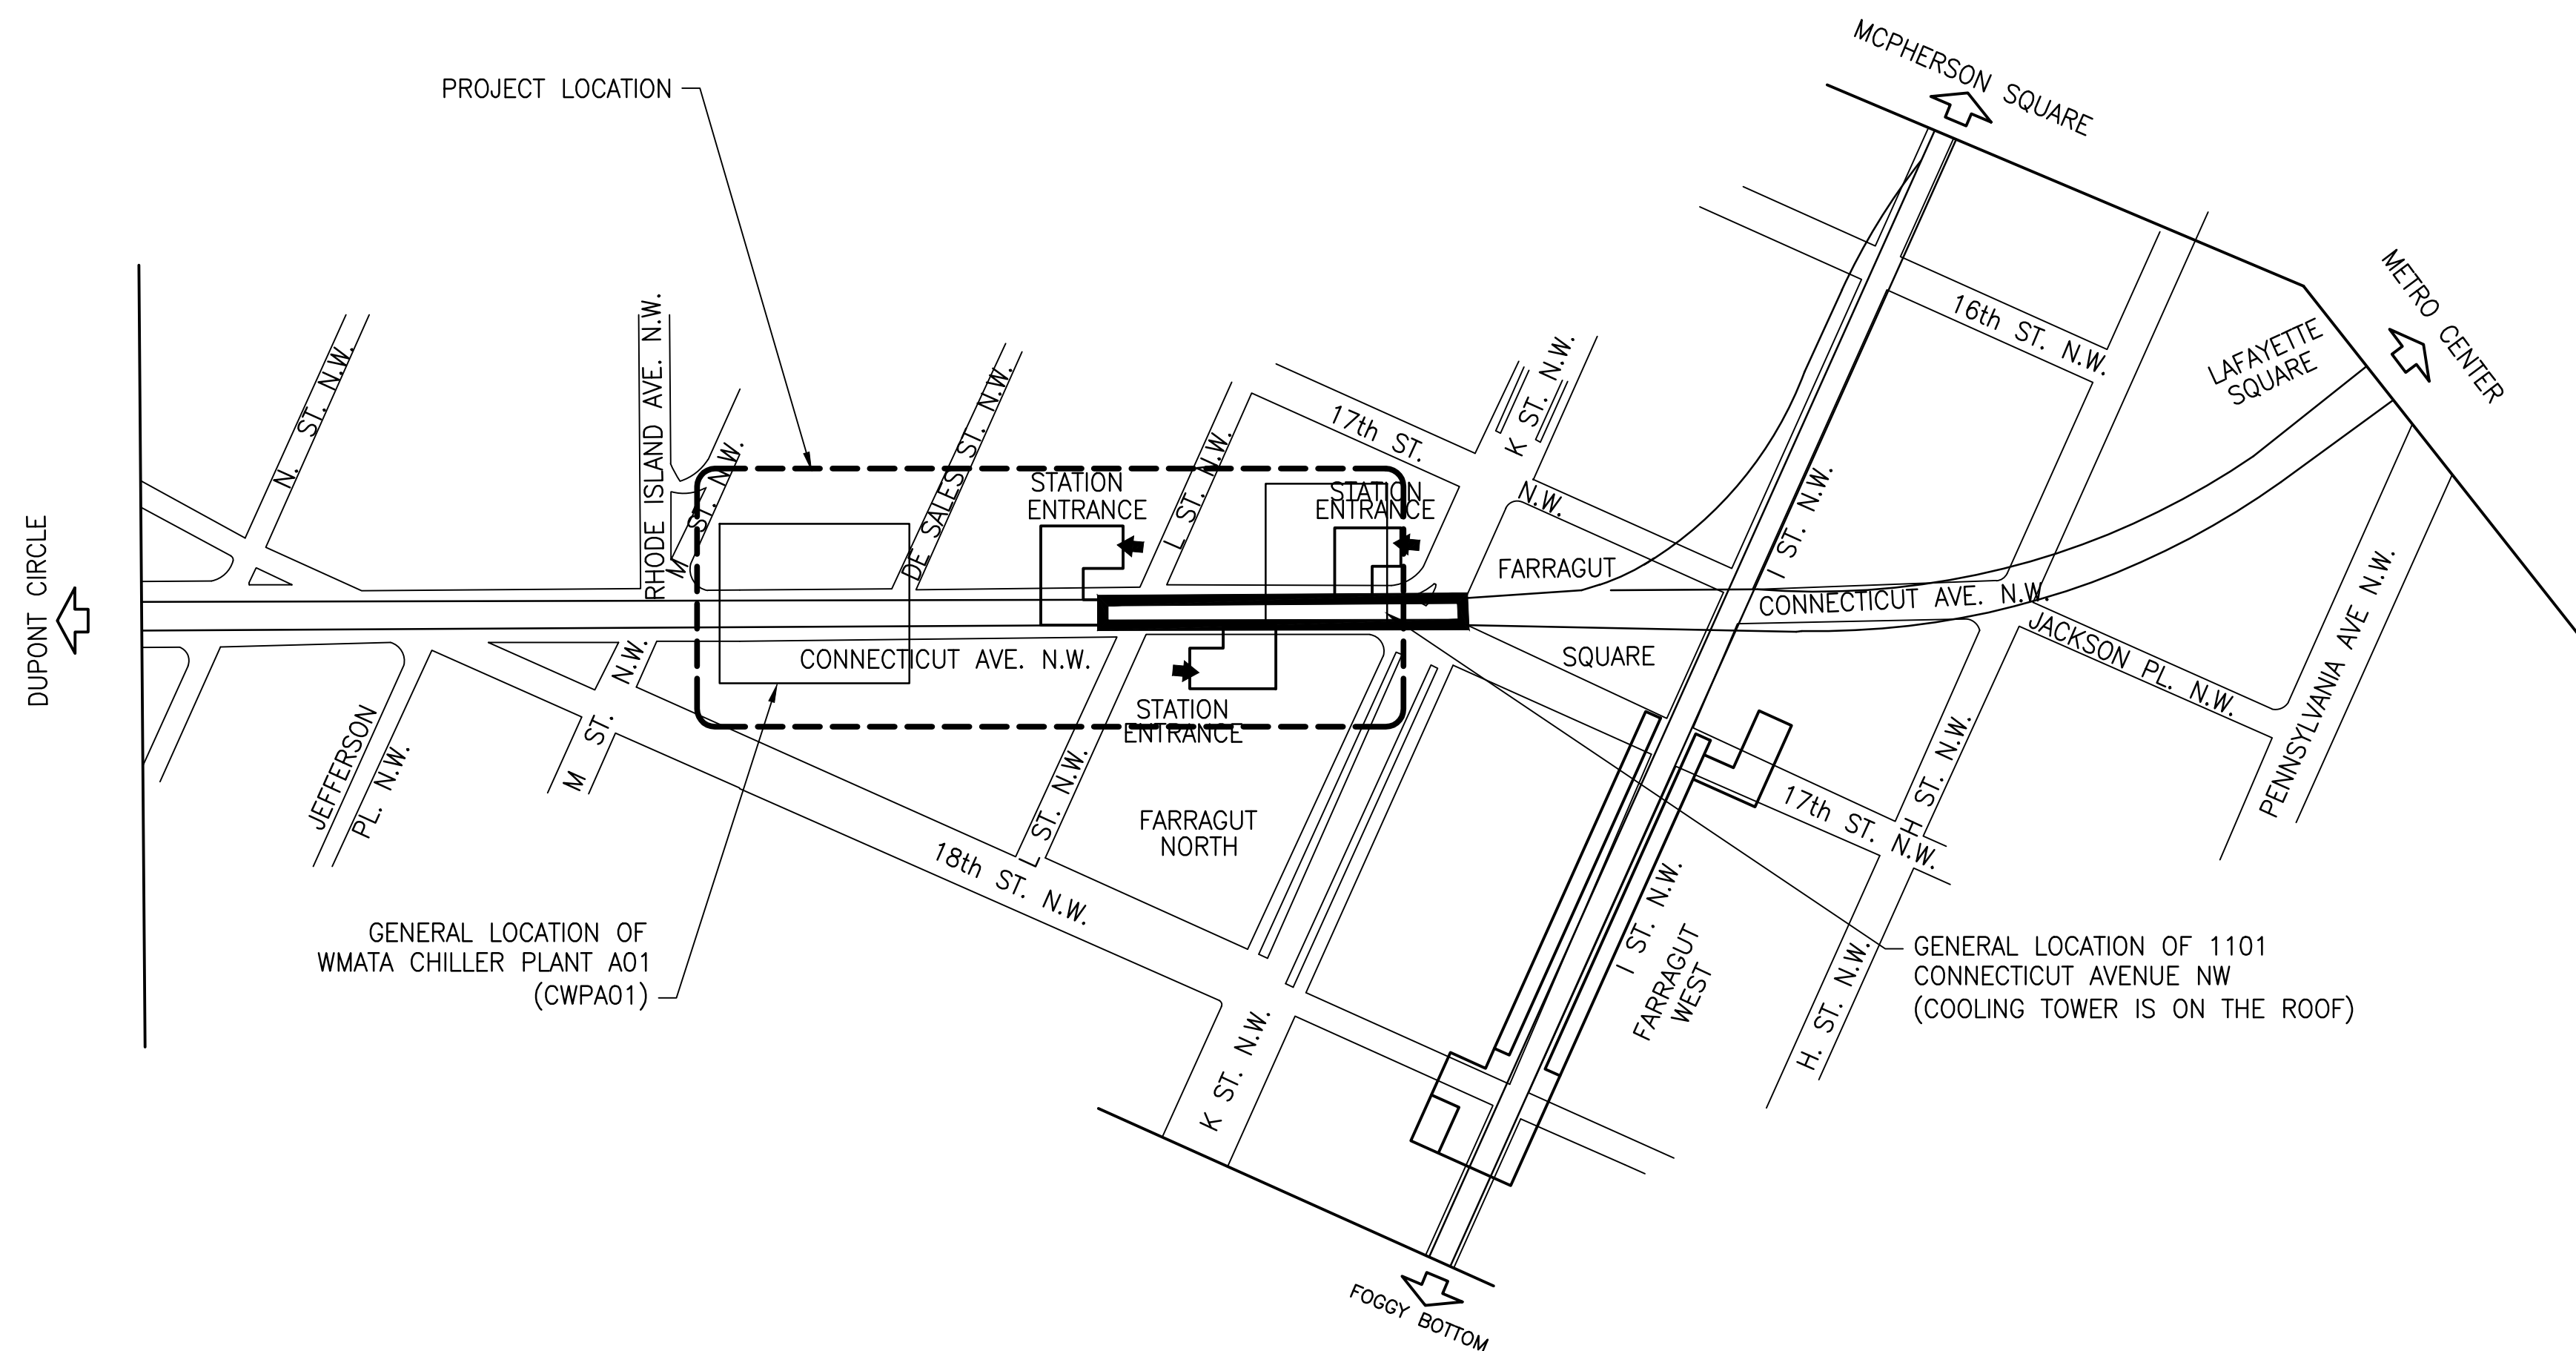 MCPHERSON SQUARE
PROJECT LOCATION
METRO CENTER
16th ST. N.W.
LAFAYETTE
SQUARE
N. ST. N.W.
RHODE ISLAND AVE. N.W.
M ST. N.W.
DE SALES ST. N.W.
L ST. N.W.
17th ST.
N.W.
K ST. N.W.
I ST. N.W.
STATION
ENTRANCE
STATION
ENTRANCE
FARRAGUT
SQUARE
CONNECTICUT AVE. N.W.
JACKSON PL. N.W.
PENNSYLVANIA AVE N.W.
DUPONT CIRCLE
CONNECTICUT AVE. N.W.
N.W.
M ST.
STATION
ENTRANCE
JEFFERSON
PL. N.W.
L ST. N.W.
FARRAGUT
NORTH
18th ST. N.W.
17th ST. N.W.
H ST. N.W.
I ST. N.W.
FARRAGUT
WEST
H. ST. N.W.
K ST. N.W.
GENERAL LOCATION OF
WMATA CHILLER PLANT A01
(CWPA01)
GENERAL LOCATION OF 1101
CONNECTICUT AVENUE NW
(COOLING TOWER IS ON THE ROOF)
FOGGY BOTTOM